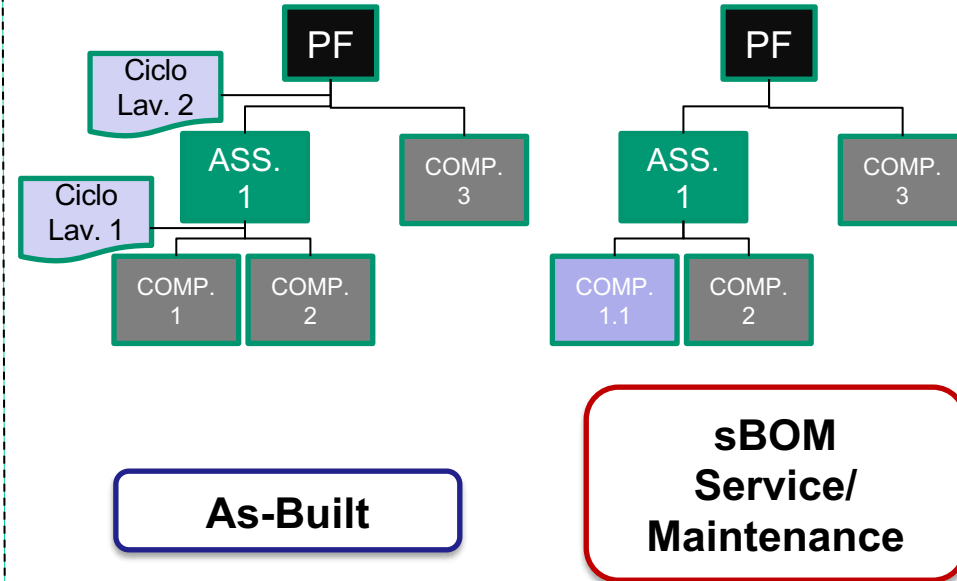 PF
Ciclo
Lav. 2
ASS.
1
COMP.
3
Ciclo
Lav. 1
COMP.
1
COMP.
2
As-Built
PF
ASS.
1
COMP.
3
COMP.
1.1
COMP.
2
sBOM
Service/
Maintenance